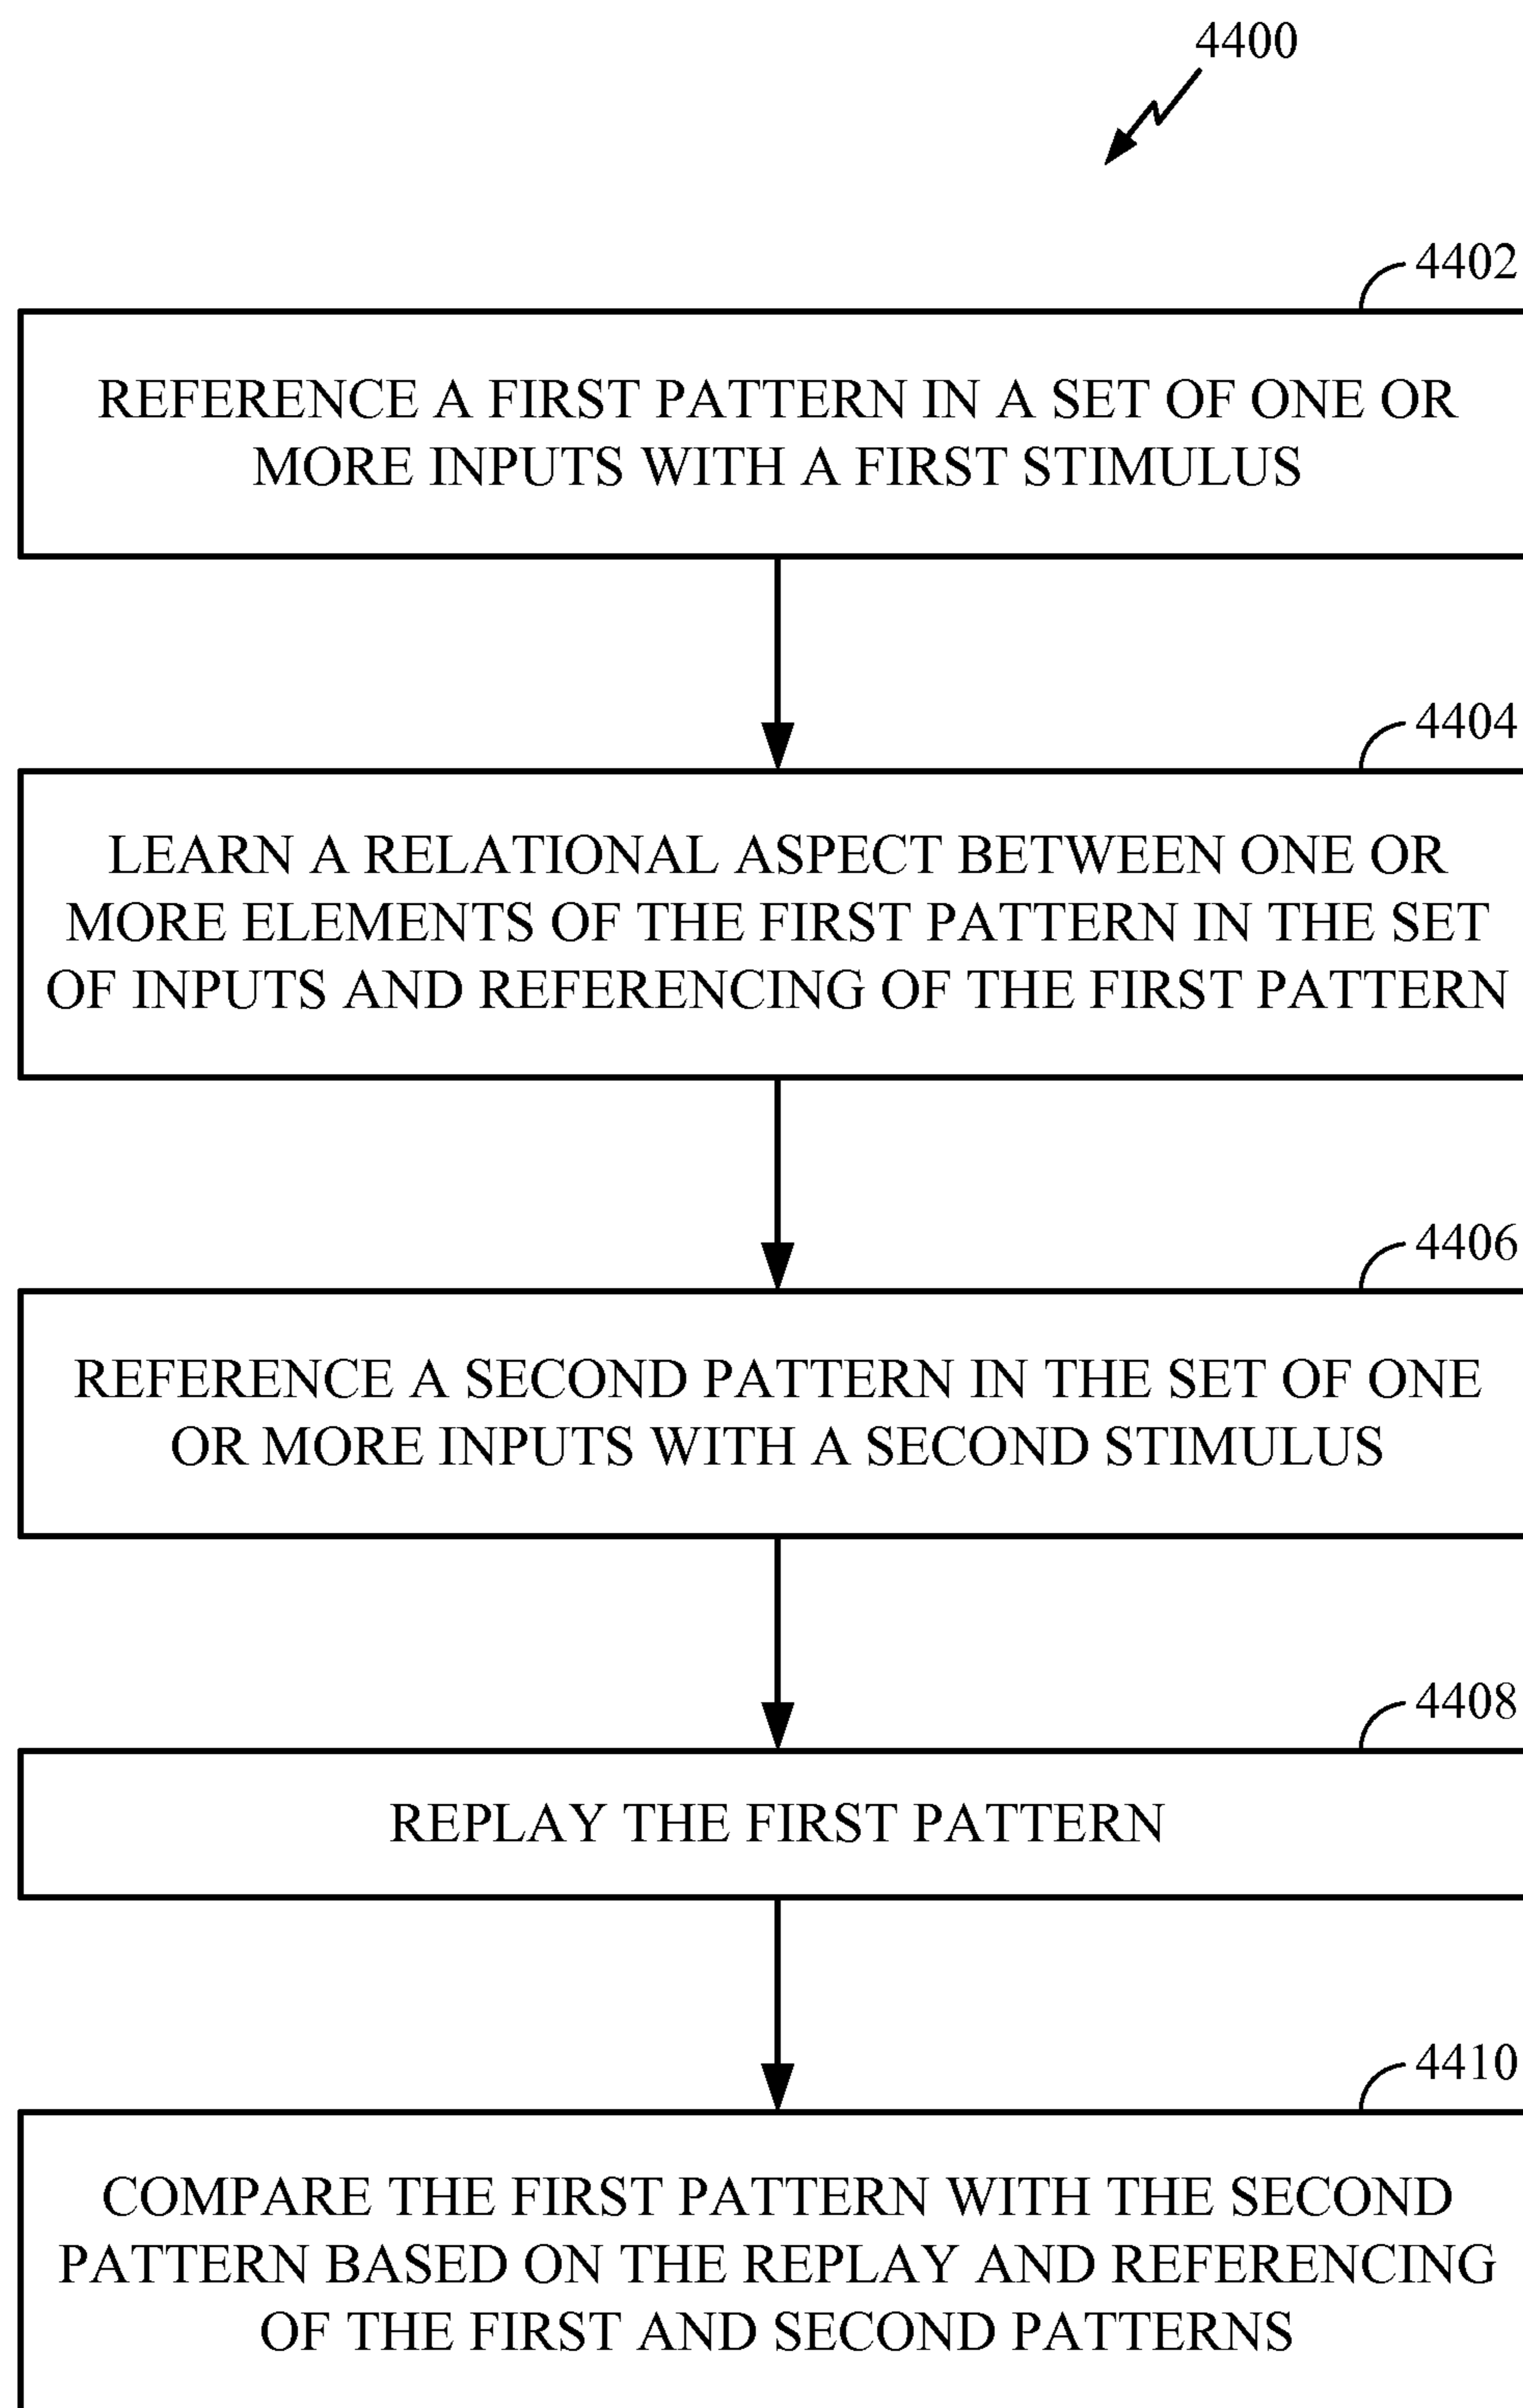 4400
4402
REFERENCE A FIRST PATTERN IN A SET OF ONE OR
MORE INPUTS WITH A FIRST STIMULUS
4404
LEARN A RELATIONAL ASPECT BETWEEN ONE OR
MORE ELEMENTS OF THE FIRST PATTERN IN THE SET
OF INPUTS AND REFERENCING OF THE FIRST PATTERN
4406
REFERENCE A SECOND PATTERN IN THE SET OF ONE
OR MORE INPUTS WITH A SECOND STIMULUS
4408
REPLAY THE FIRST PATTERN
4410
COMPARE THE FIRST PATTERN WITH THE SECOND
PATTERN BASED ON THE REPLAY AND REFERENCING
OF THE FIRST AND SECOND PATTERNS